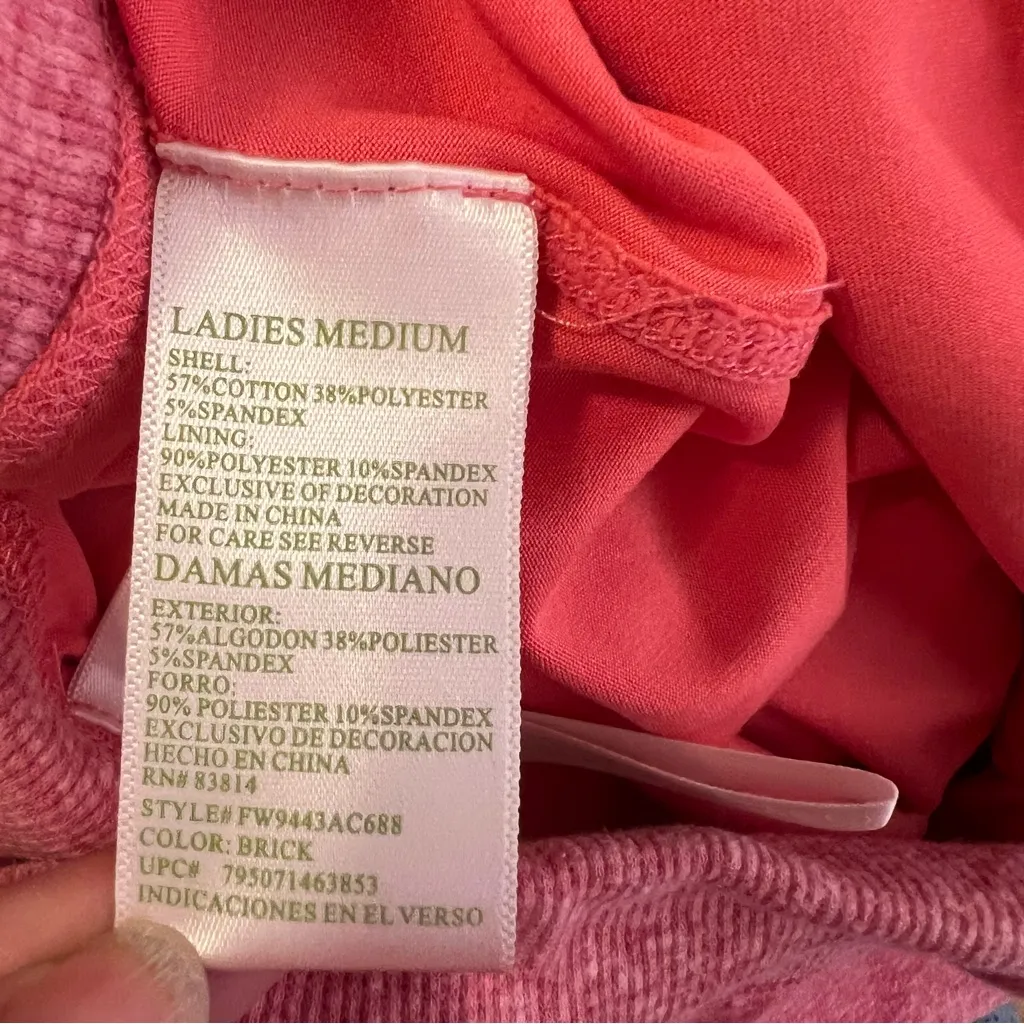 LADIES MEDIUM
SHELL:
57%COTTON 38%POLYESTER
5%SPANDEX
LINING:
90%POLYESTER 10%SPANDEX
EXCLUSIVE OF DECORATION
MADE IN CHINA
FOR CARE SEE REVERSE
DAMAS MEDIANO
EXTERIOR:
57%ALGODON 38%POLIESTER
5%SPANDEX
FORRO:
90% POLIESTER 10%SPANDEX
EXCLUSIVO DE DECORACION
HECHO EN CHINA
RN# 83814
STYLE# FW9443AC688
COLOR: BRICK
UPC# 795071463853
INDICACIONES EN EL VERSO